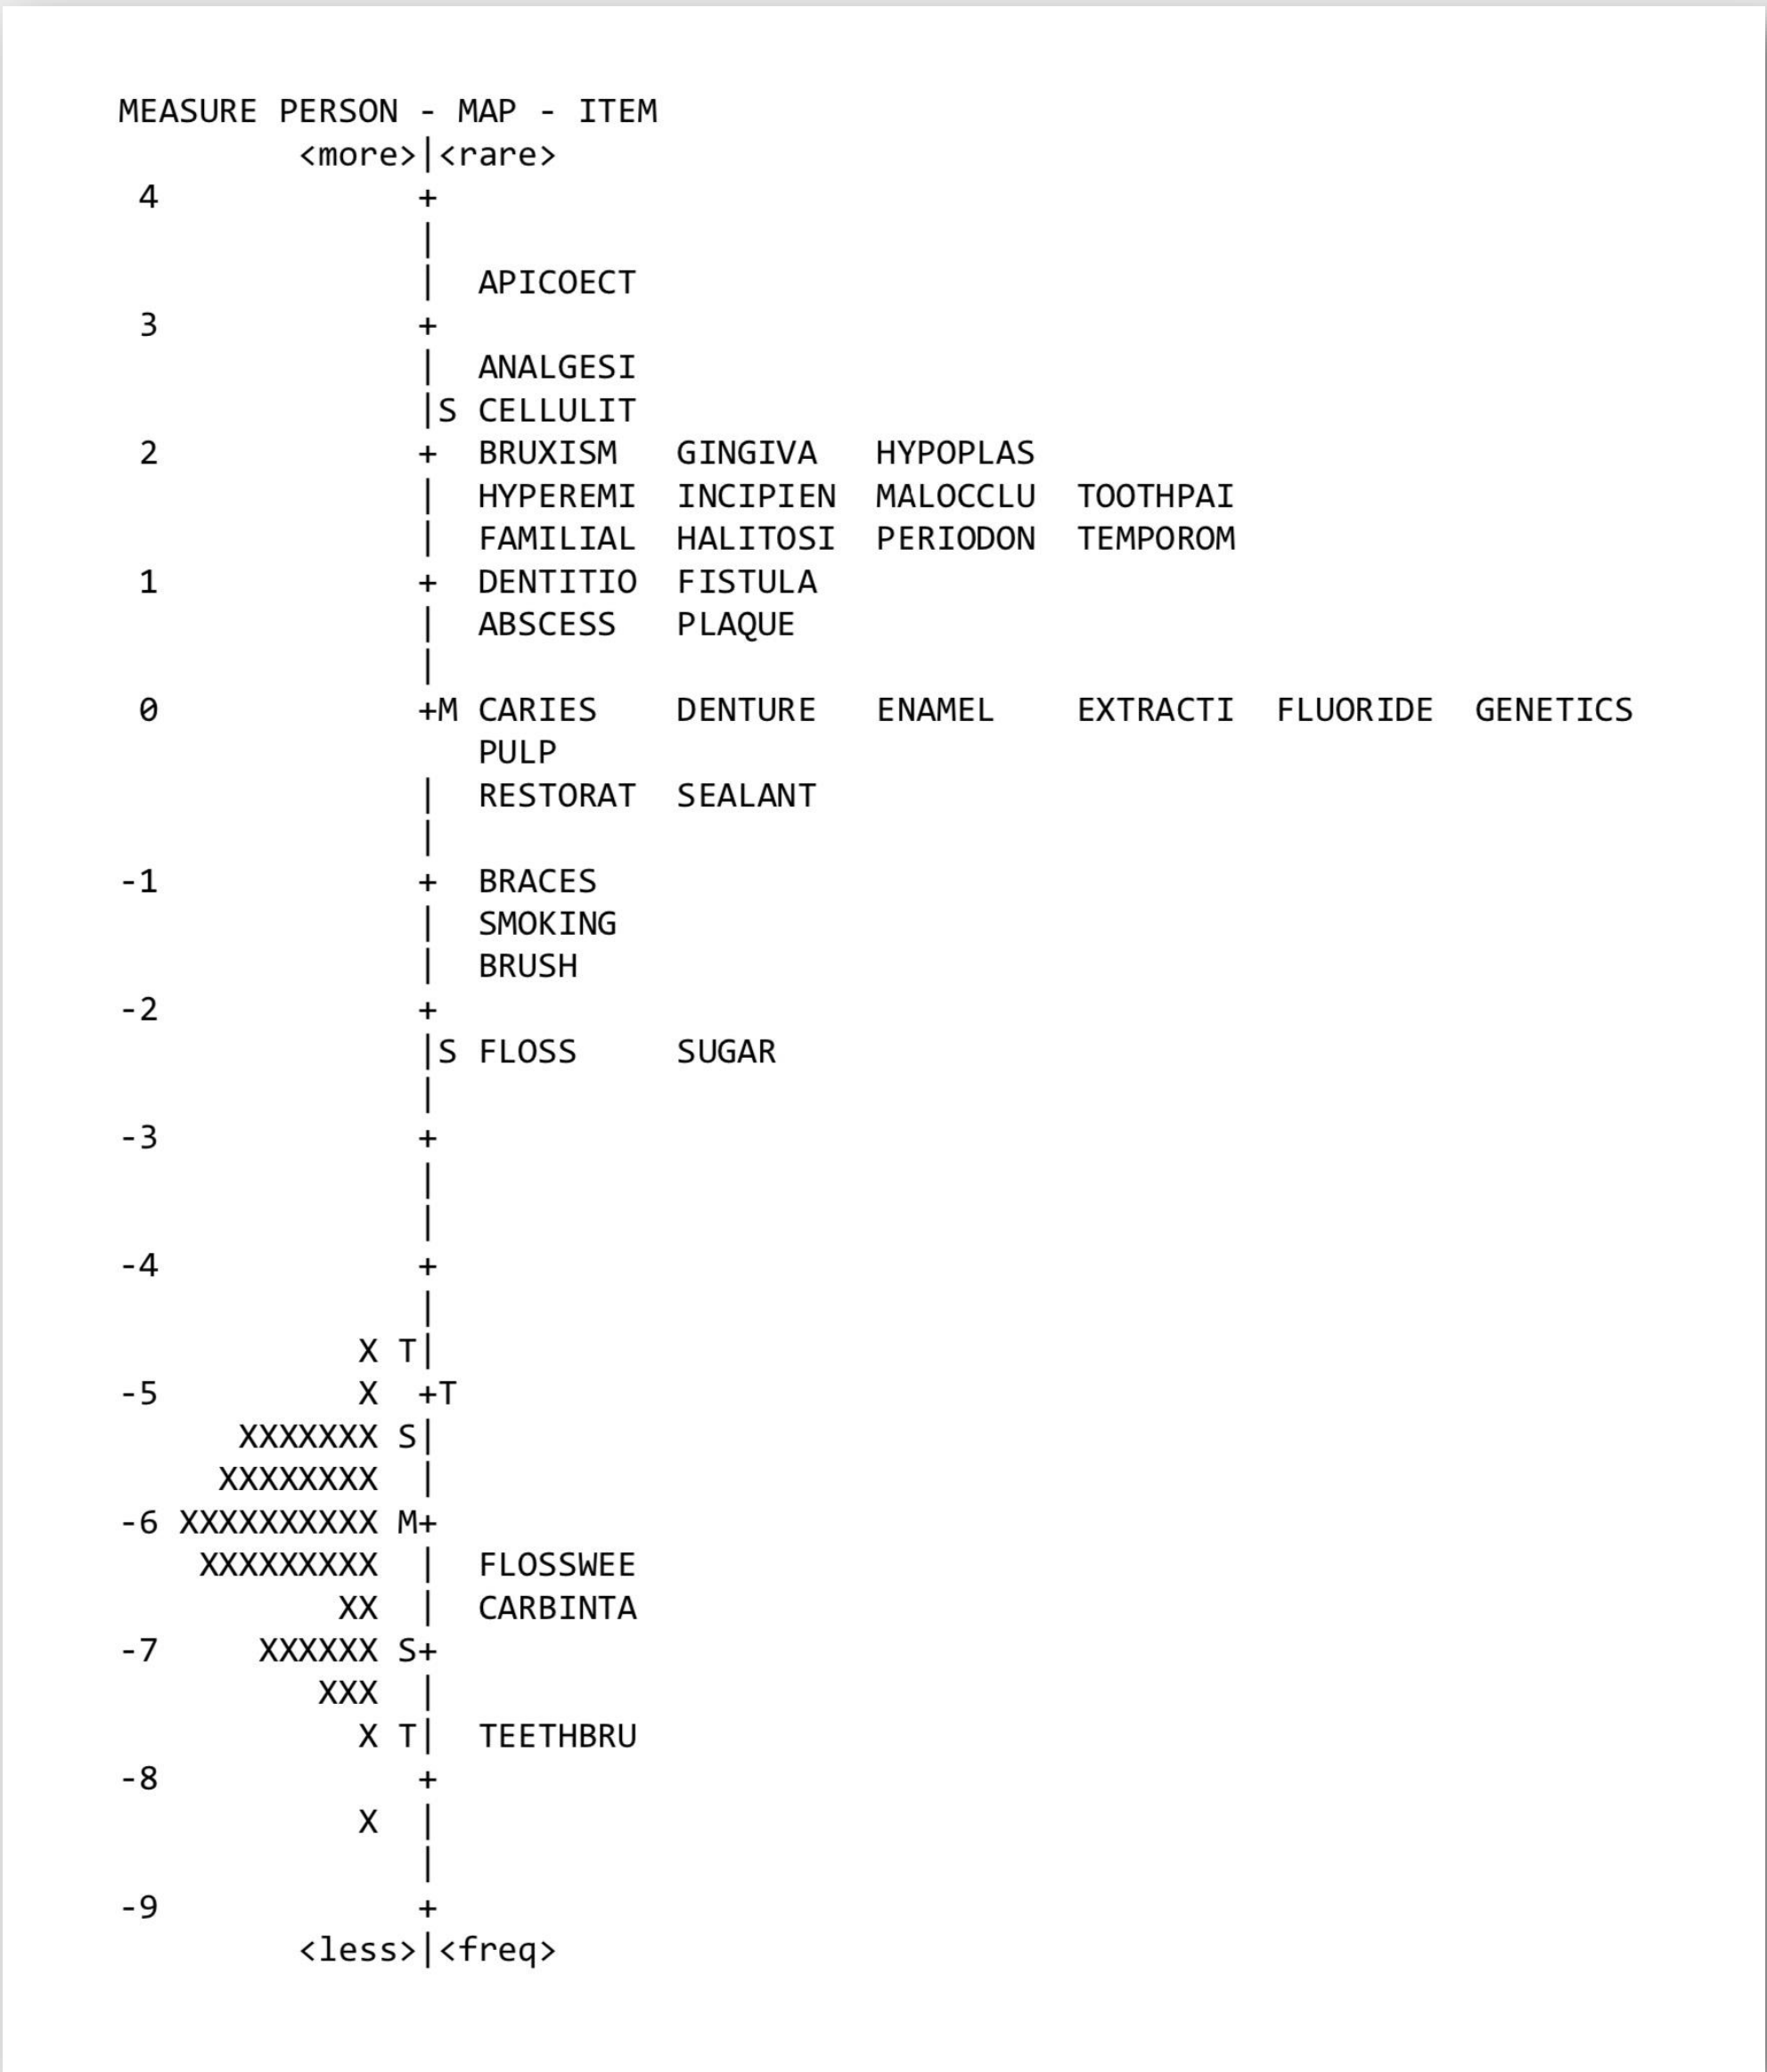 MEASURE PERSON - MAP - ITEM
         <more>|<rare>
 4             +
               |
               |  APICOECT
 3             +
               |  ANALGESI
               |S CELLULIT
 2             +  BRUXISM   GINGIVA   HYPOPLAS
               |  HYPEREMI  INCIPIEN  MALOCCLU  TOOTHPAI
               |  FAMILIAL  HALITOSI  PERIODON  TEMPOROM
 1             +  DENTITIO  FISTULA
               |  ABSCESS   PLAQUE
               |
 0             +M CARIES    DENTURE   ENAMEL    EXTRACTI  FLUORIDE  GENETICS
                  PULP
               |  RESTORAT  SEALANT
               |
-1             +  BRACES
               |  SMOKING
               |  BRUSH
-2             +
               |S FLOSS     SUGAR
               |
-3             +
               |
               |
-4             +
               |
            X T|
-5          X  +T
      XXXXXXX S|
     XXXXXXXX  |
-6 XXXXXXXXXX M+
    XXXXXXXXX  |  FLOSSWEE
           XX  |  CARBINTA
-7     XXXXXX S+
          XXX  |
            X T|  TEETHBRU
-8             +
            X  |
               |
-9             +
         <less>|<freq>